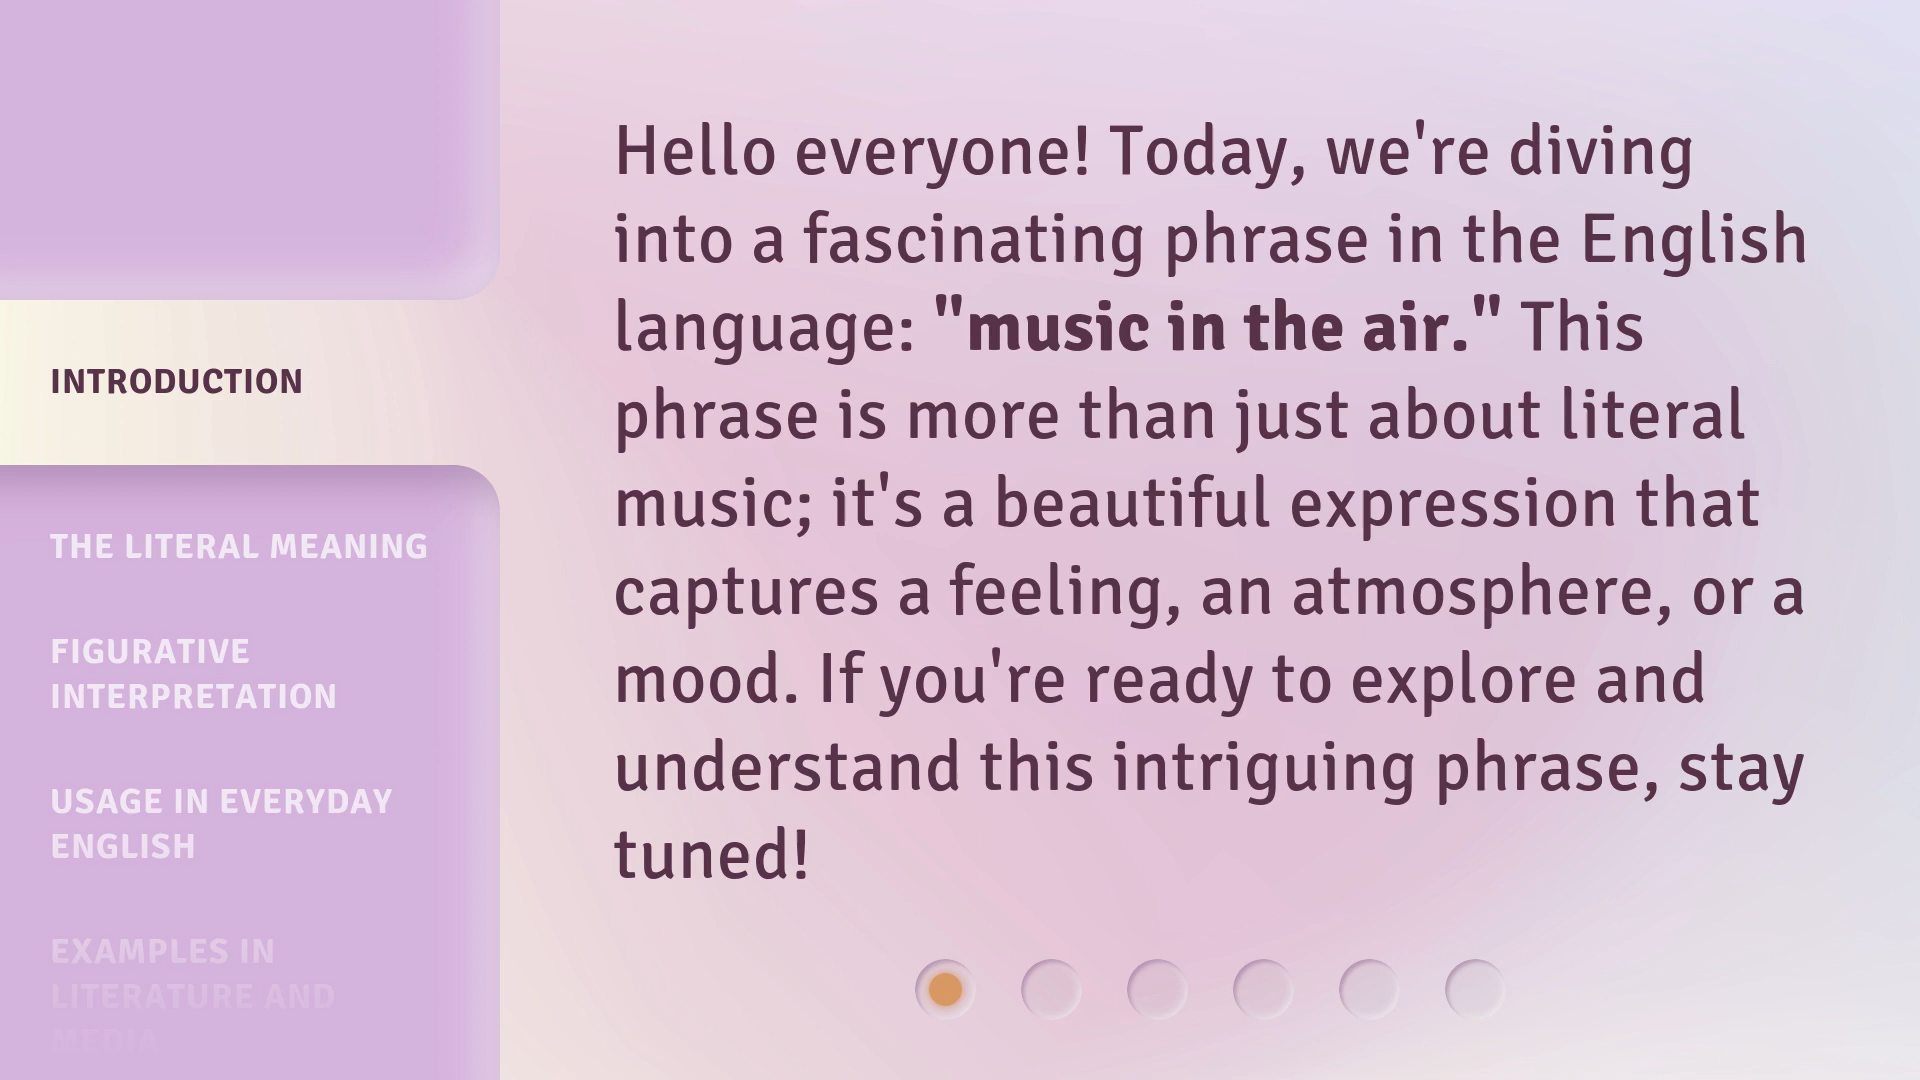 INTRODUCTION
THE LITERAL MEANING
FIGURATIVE
INTERPRETATION
USAGE IN EVERYDAY
ENGLISH
EXAMPLES IN
LITERATURE AND
MEDIA
Hello everyone! Today, we're diving
into a fascinating phrase in the English
language: "music in the air." This
phrase is more than just about literal
music; it's a beautiful expression that
captures a feeling, an atmosphere, or a
mood. If you're ready to explore and
understand this intriguing phrase, stay
tuned!